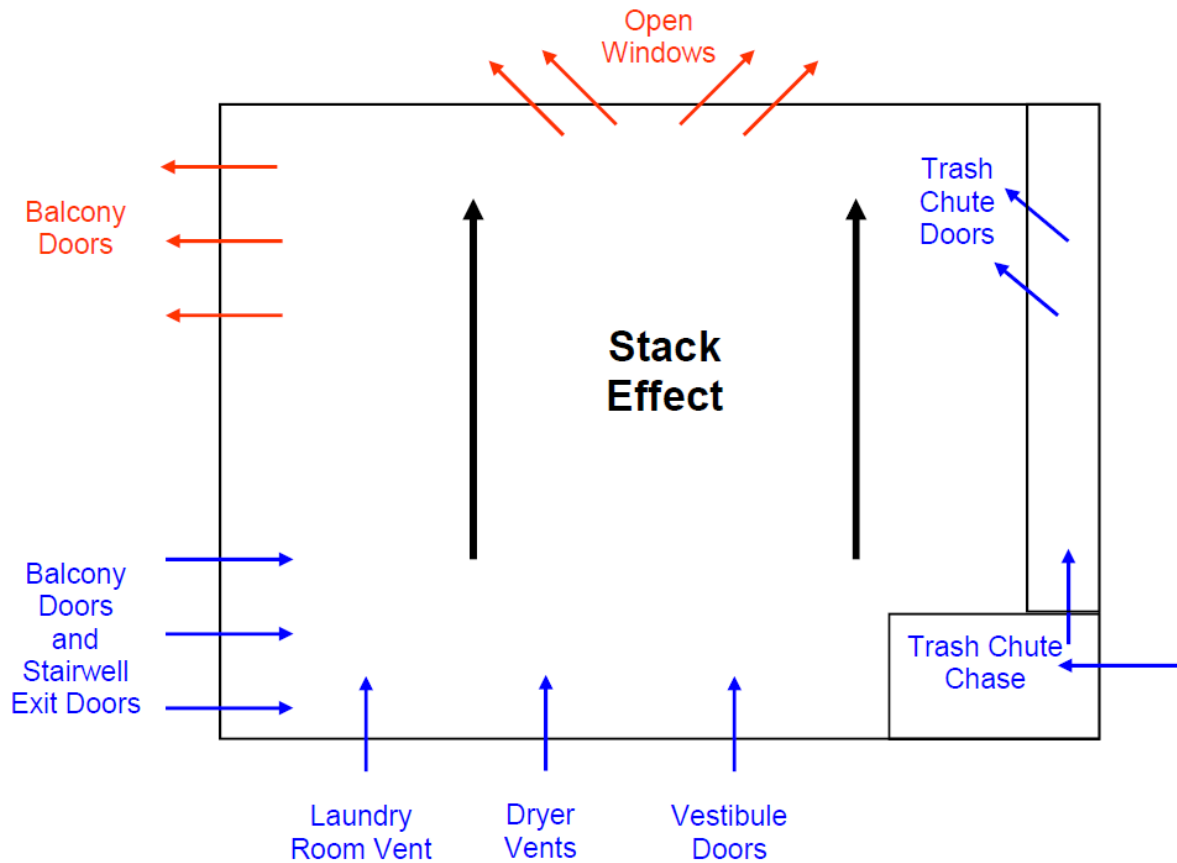 Open
Windows
Balcony
Doors
Trash
Chute
Doors
Stack
Effect
Balcony
Doors
and
Stairwell
Exit Doors
Trash Chute
Chase
Laundry
Room Vent
Dryer
Vents
Vestibule
Doors